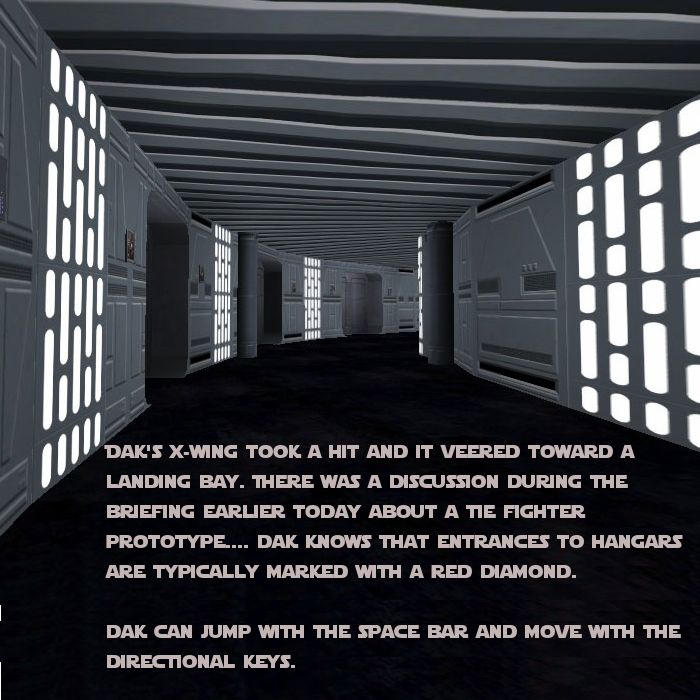 DAK'S X-WING TOOK A HIT AND IT VEERED TOWARD A
LANDING BAY. THERE WAS A DISCUSSION DURING THE
BRIEFING EARLIER TODAY ABOUT A TIE FIGHTER
PROTOTYPE.... DAK KNOWS THAT ENTRANCES TO HANGARS
ARE TYPICALLY MARKED WITH A RED DIAMOND.
DAK CAN JUMP WITH THE SPACE BAR AND MOVE WITH THE
DIRECTIONAL KEYS.